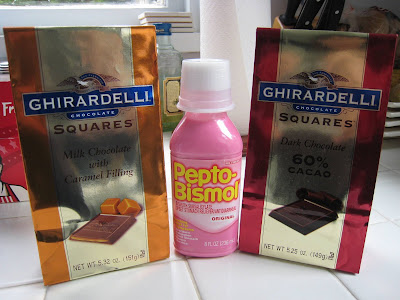 GHIRARDELLI
CHOCOLATE
SQUARES
Milk Chocolate
with
Caramel Filling
NET WT 5.32 OZ. (151g)
Pepto-
Bismol
ORIGINAL
GHIRARDELLI
CHOCOLATE
SQUARES
Dark Chocolate
60%
CACAO
NET WT 5.25 OZ. (149g)
Fr